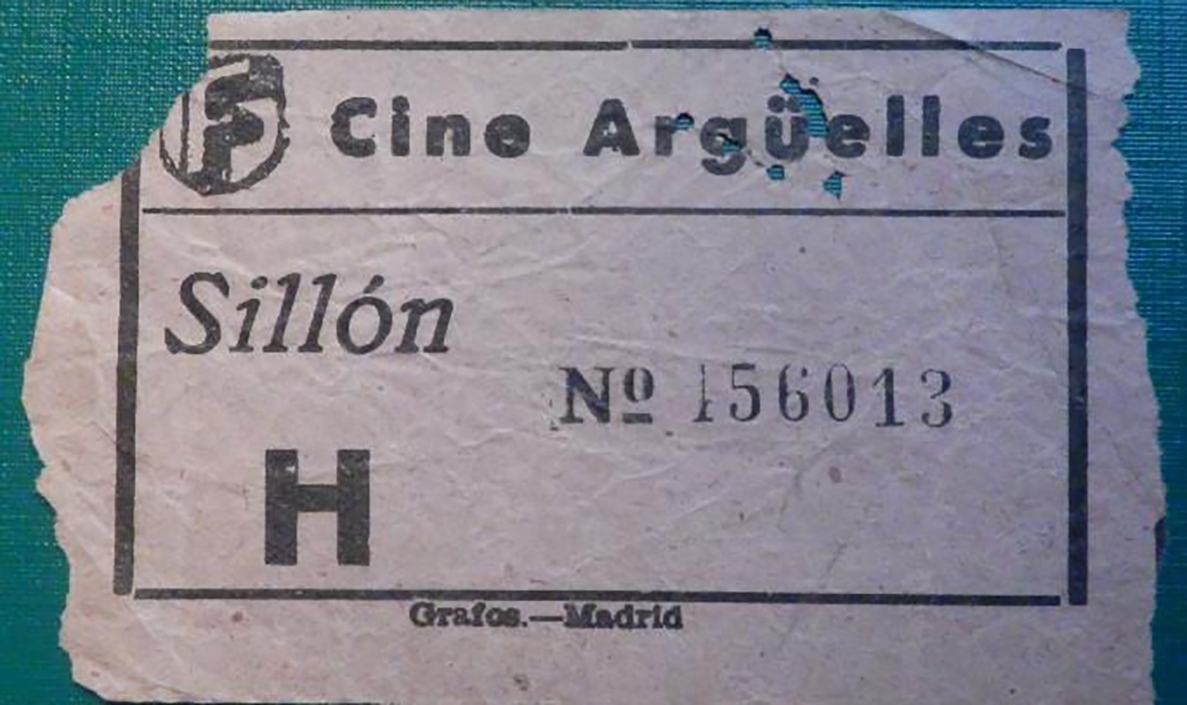 Cine Argüelles
Sillón
Nº 156013
H
Grafos.—Madrid